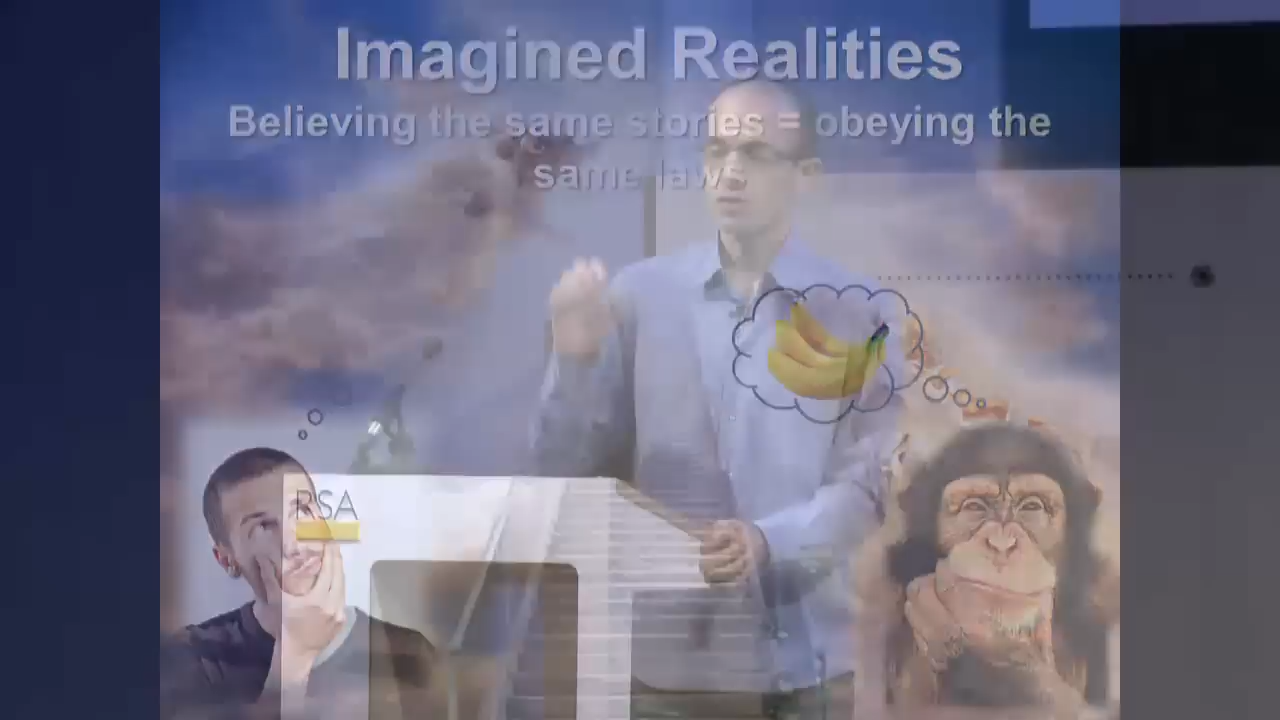 Imagined Realities
Believing the same stories = obeying the
same laws
RSA